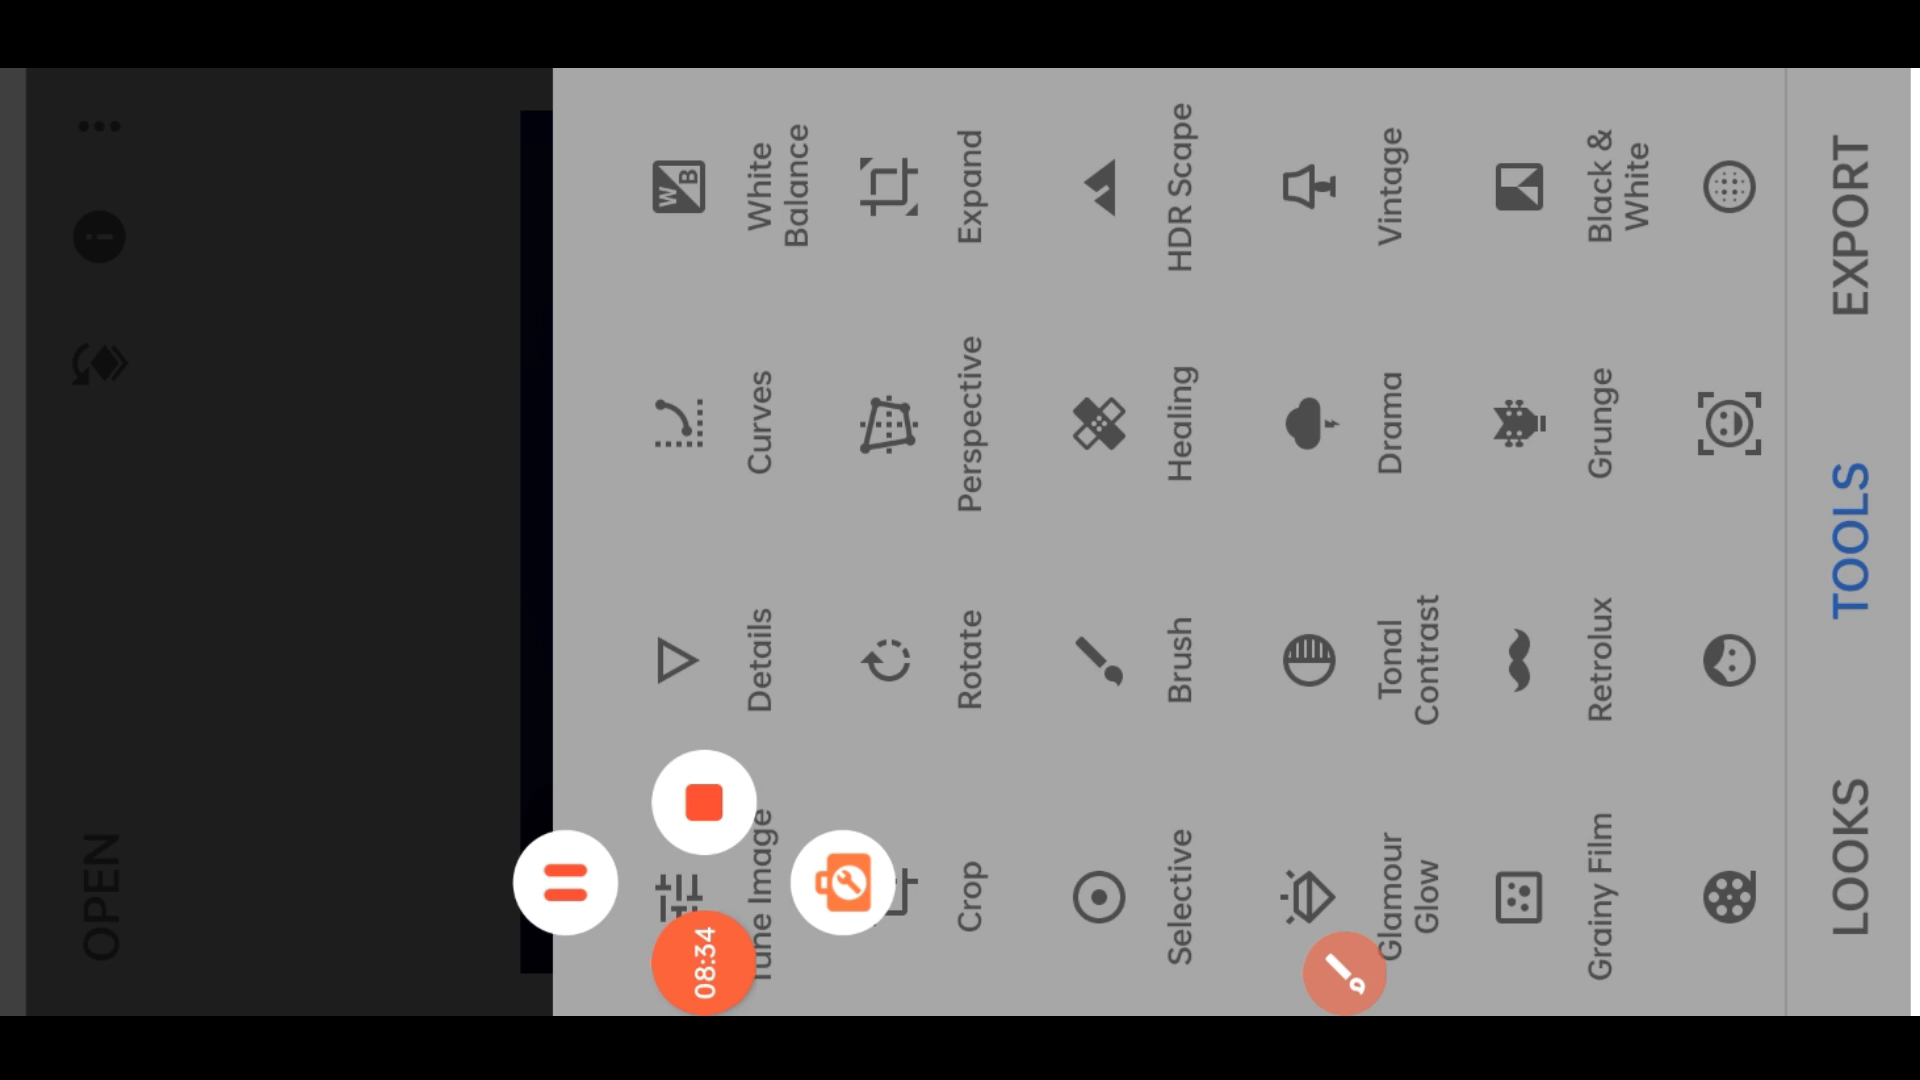 OPEN
Tune Image
Details
Curves
White
Balance
Crop
Rotate
Perspective
Expand
Selective
Brush
Healing
HDR Scape
Glamour
Glow
Tonal
Contrast
Drama
Vintage
Grainy Film
Retrolux
Grunge
Black &
White
LOOKS
TOOLS
EXPORT
08:34
W
B